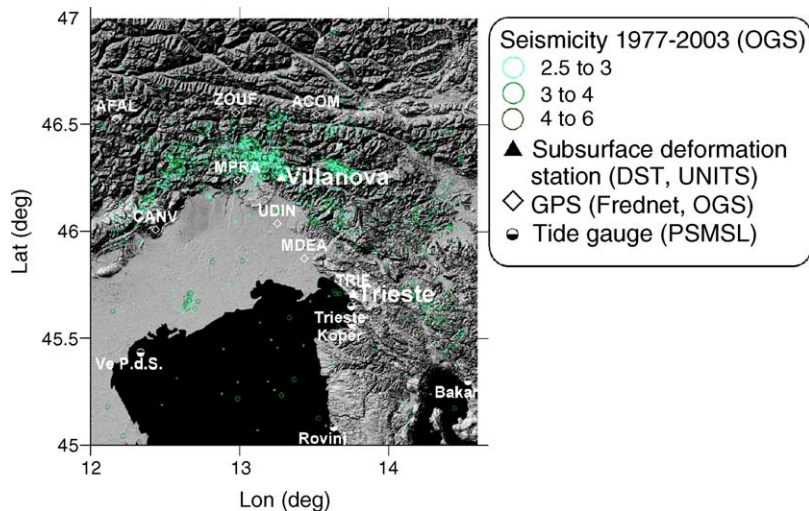 47
46.5
46
45.5
45
Lat (deg)
12
13
14
Lon (deg)
AFAL
ZOUF
ACOM
MPRA
Villanova
CANV
UDIN
MDEA
TRIE
Trieste
Trieste
Koper
Ve P.d.S.
Bakar
Rovini
Seismicity 1977-2003 (OGS)
2.5 to 3
3 to 4
4 to 6
Subsurface deformation
station (DST, UNITS)
GPS (Frednet, OGS)
Tide gauge (PSMSL)